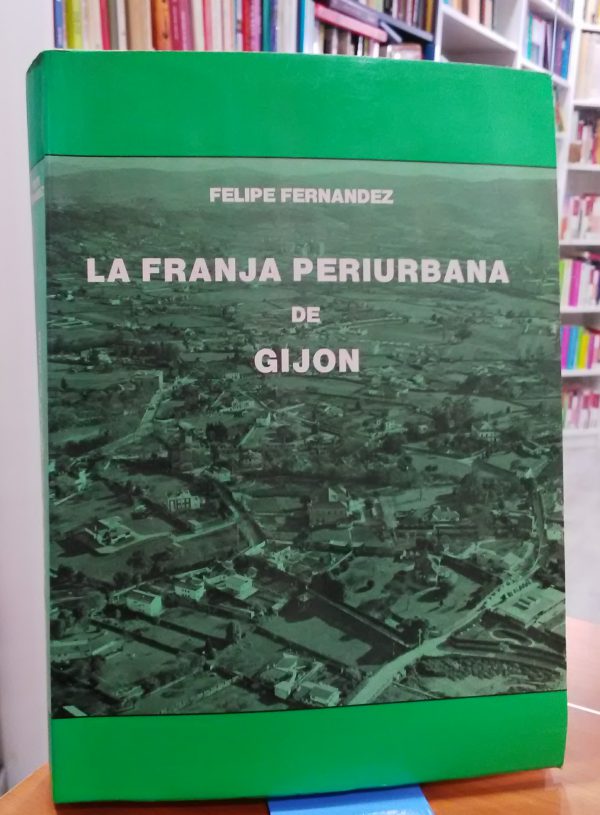 FELIPE FERNANDEZ
LA FRANJA PERIURBANA
DE
GIJON